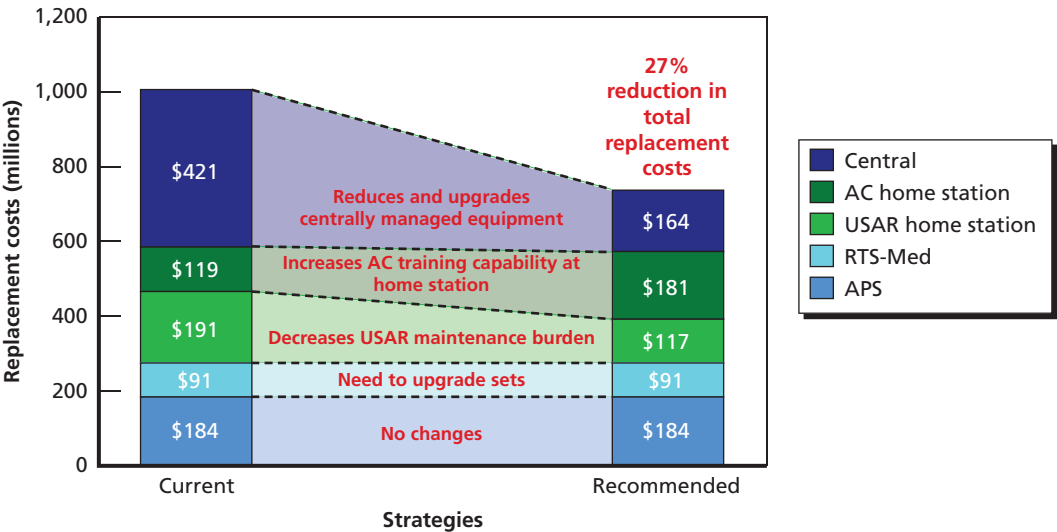 Replacement costs (millions)
1,200
1,000
800
600
400
200
0
$421
$119
$191
$91
$184
Reduces and upgrades
centrally managed equipment
Increases AC training capability at
home station
Decreases USAR maintenance burden
Need to upgrade sets
No changes
27%
reduction in
total
replacement
costs
$164
$181
$117
$91
$184
Current
Recommended
Strategies
Central
AC home station
USAR home station
RTS-Med
APS